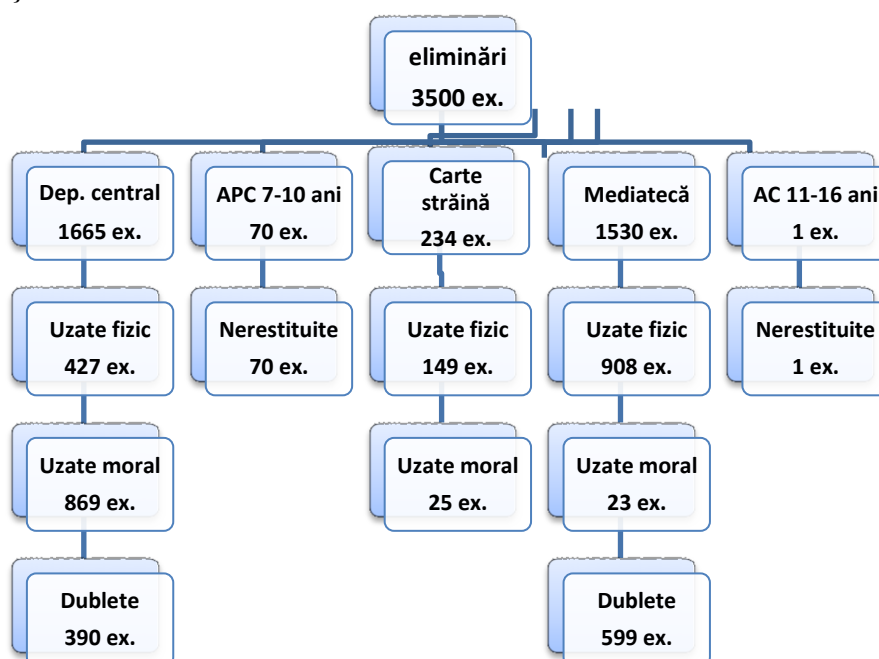 eliminări
3500 ex.
Dep. central
1665 ex.
APC 7-10 ani
70 ex.
Carte
străină
234 ex.
Mediatecă
1530 ex.
AC 11-16 ani
1 ex.
Uzate fizic
427 ex.
Nerestituite
70 ex.
Uzate fizic
149 ex.
Uzate fizic
908 ex.
Nerestituite
1 ex.
Uzate moral
869 ex.
Uzate moral
25 ex.
Uzate moral
23 ex.
Dublete
390 ex.
Dublete
599 ex.